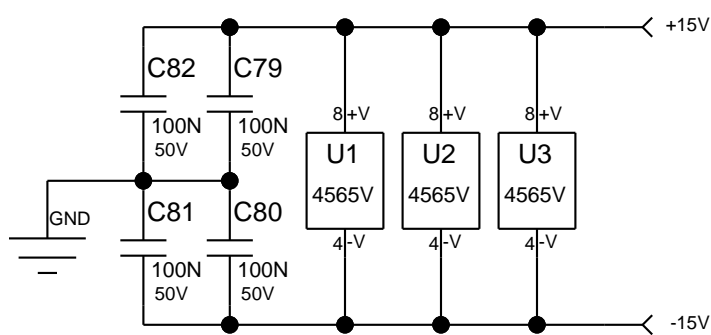 +15V
C82
C79
100N
50V
100N
50V
8 +V
8 +V
8 +V
U1
4565V
U2
4565V
U3
4565V
4 -V
4 -V
4 -V
GND
C81
C80
100N
50V
100N
50V
-15V